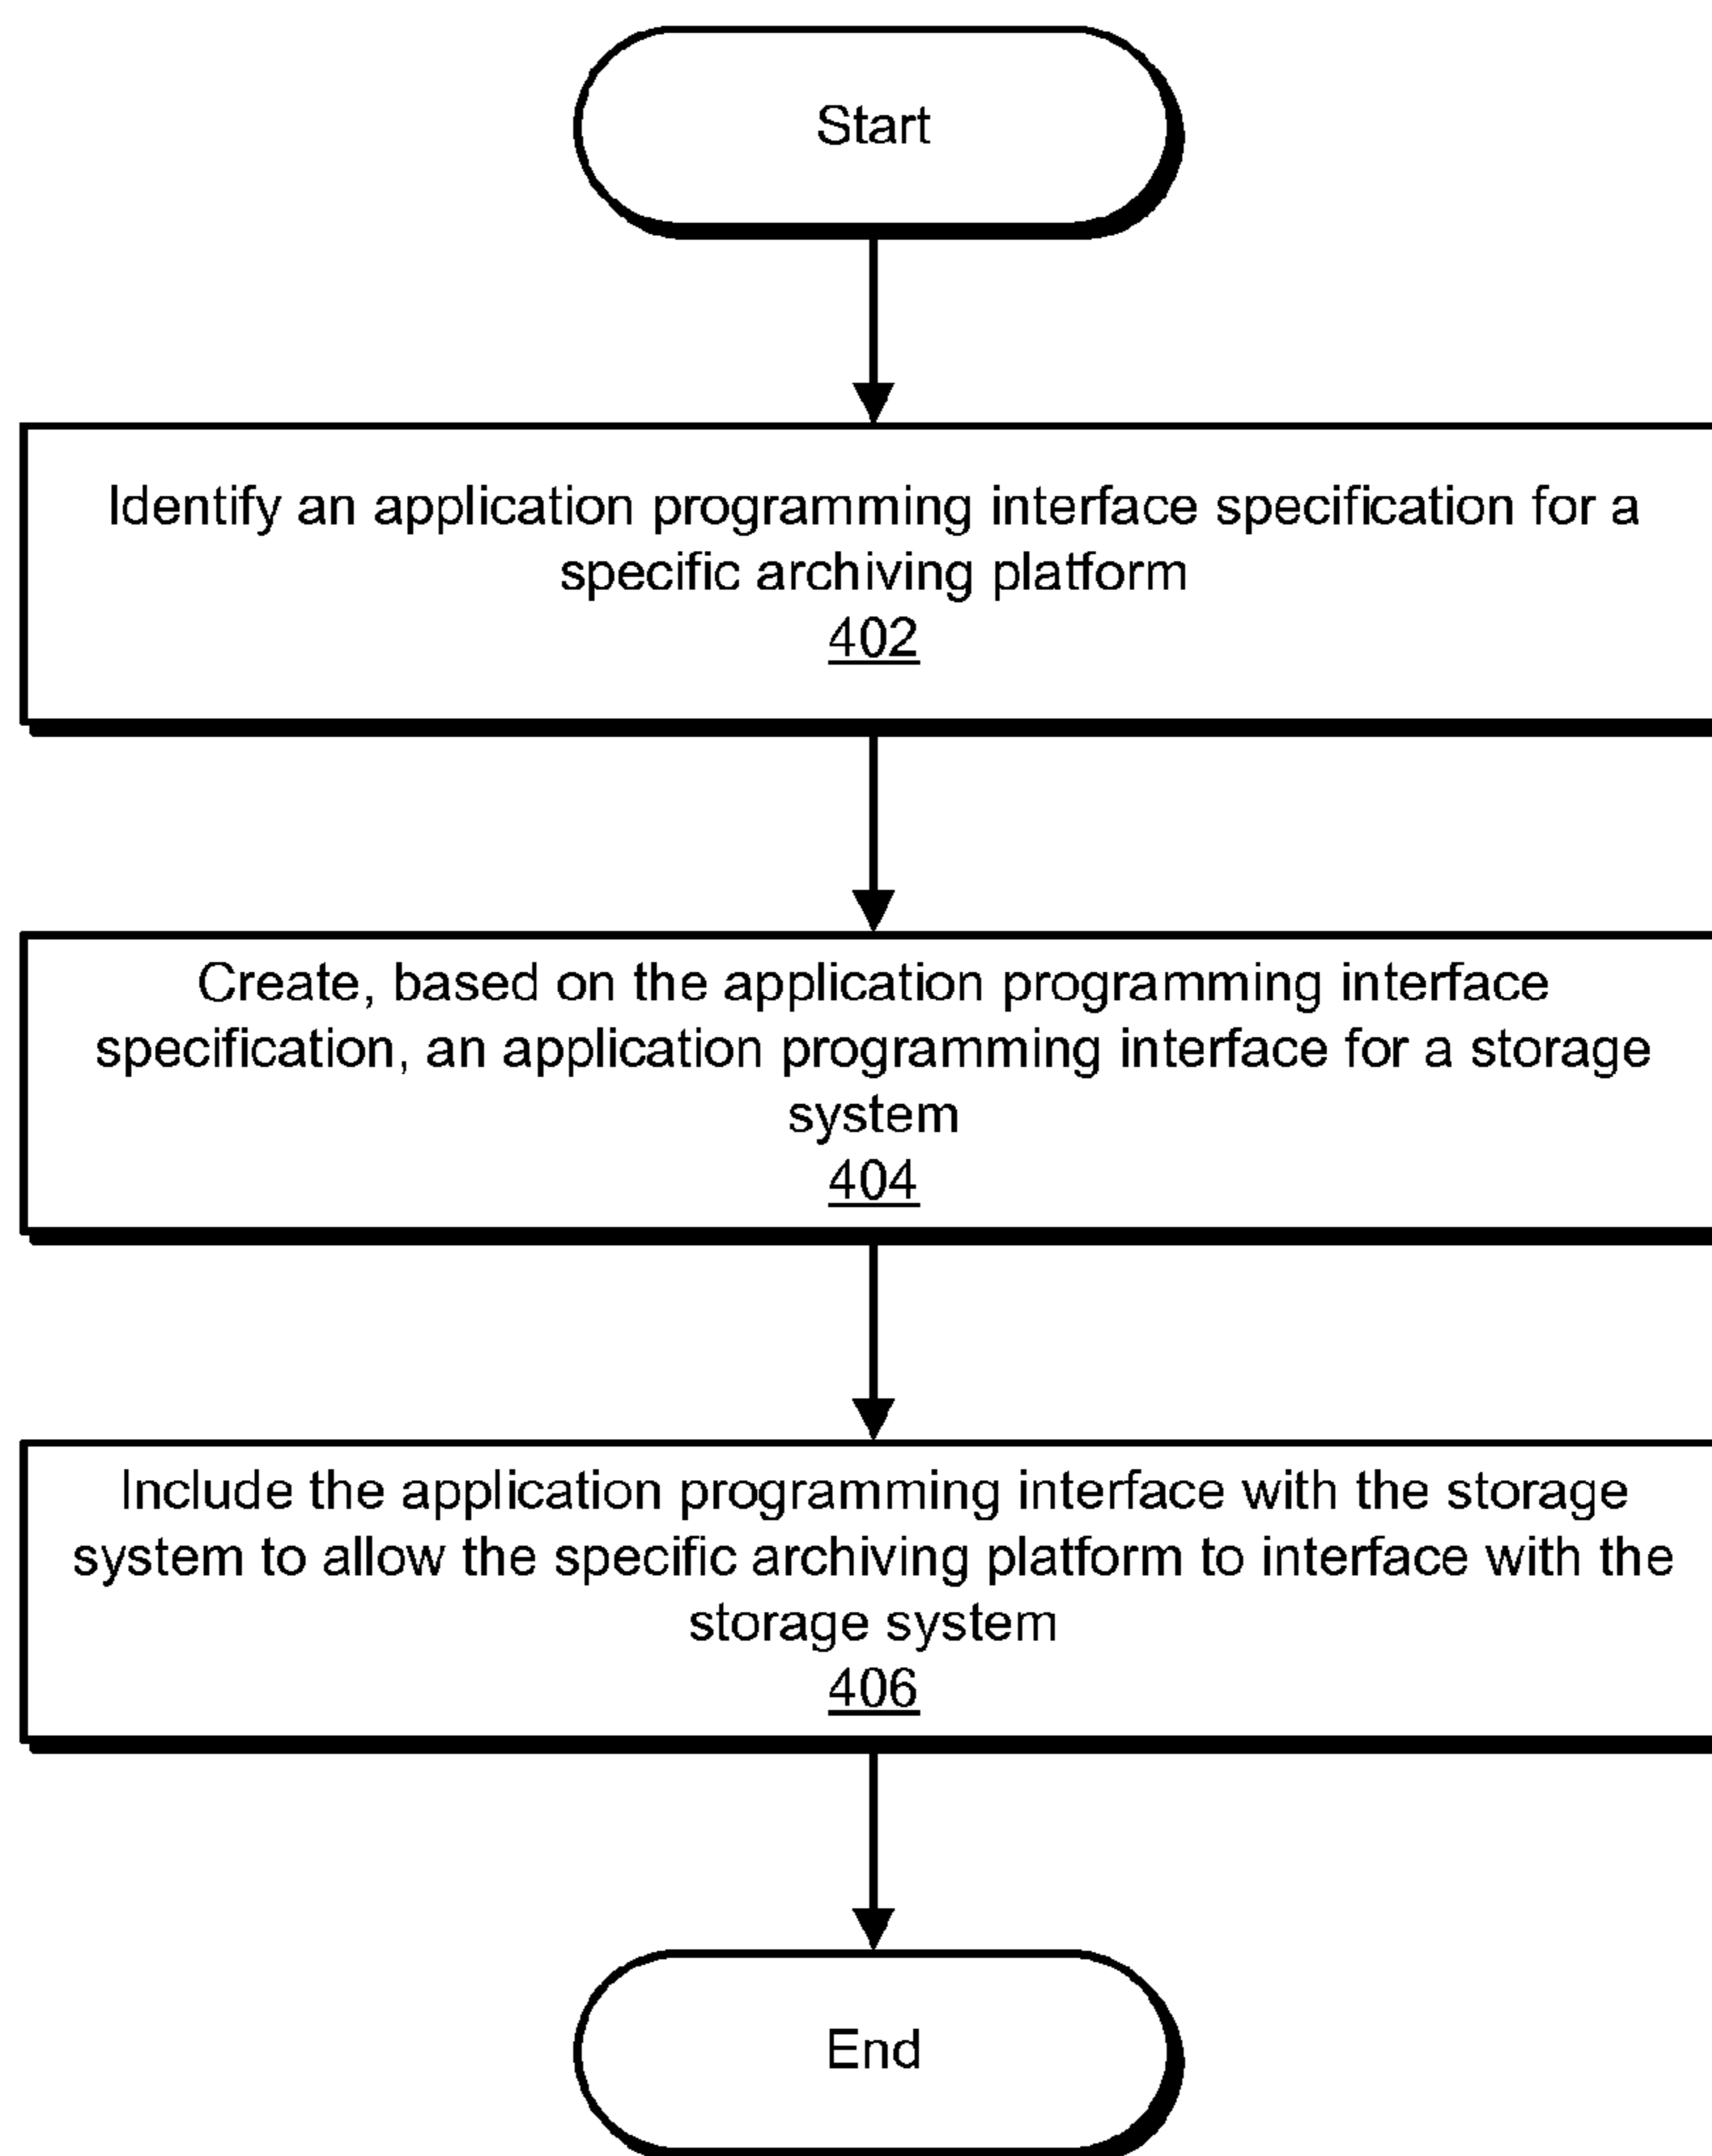 Start
Identify an application programming interface specification for a
specific archiving platform
402
Create, based on the application programming interface
specification, an application programming interface for a storage
system
404
Include the application programming interface with the storage
system to allow the specific archiving platform to interface with the
storage system
406
End